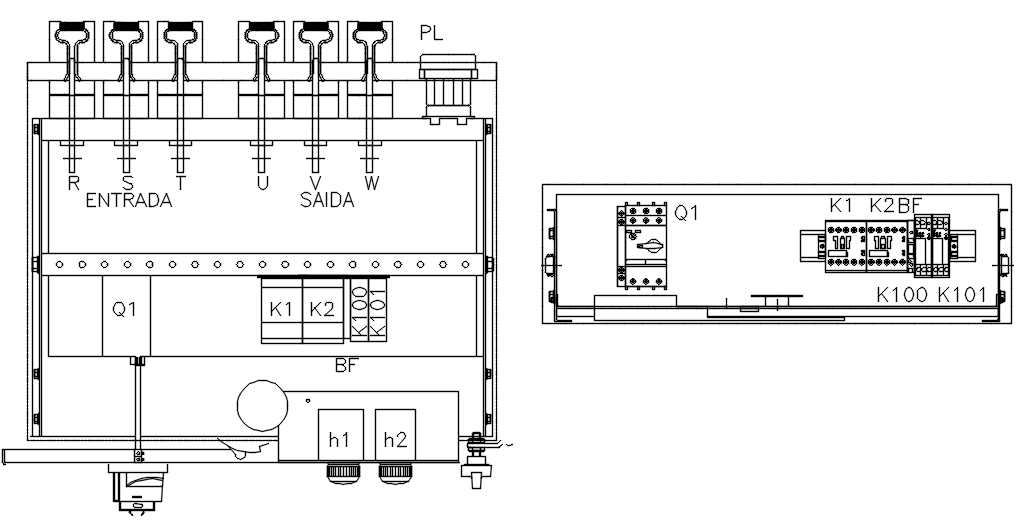 PL
R S T U V W
ENTRADA SAIDA
Q1 K1 K2 K100 K101
BF
h1 h2
Q1 K1 K2 BF
K100 K101